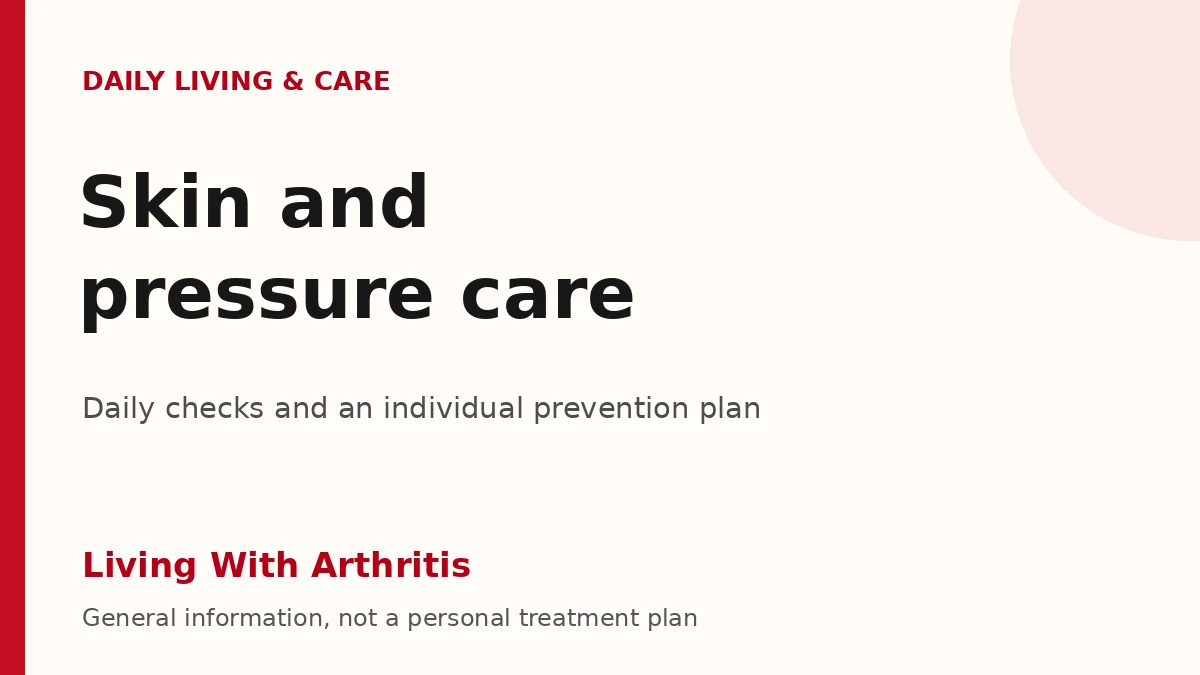 DAILY LIVING & CARE
Skin and
pressure care
Daily checks and an individual prevention plan
Living With Arthritis
General information, not a personal treatment plan